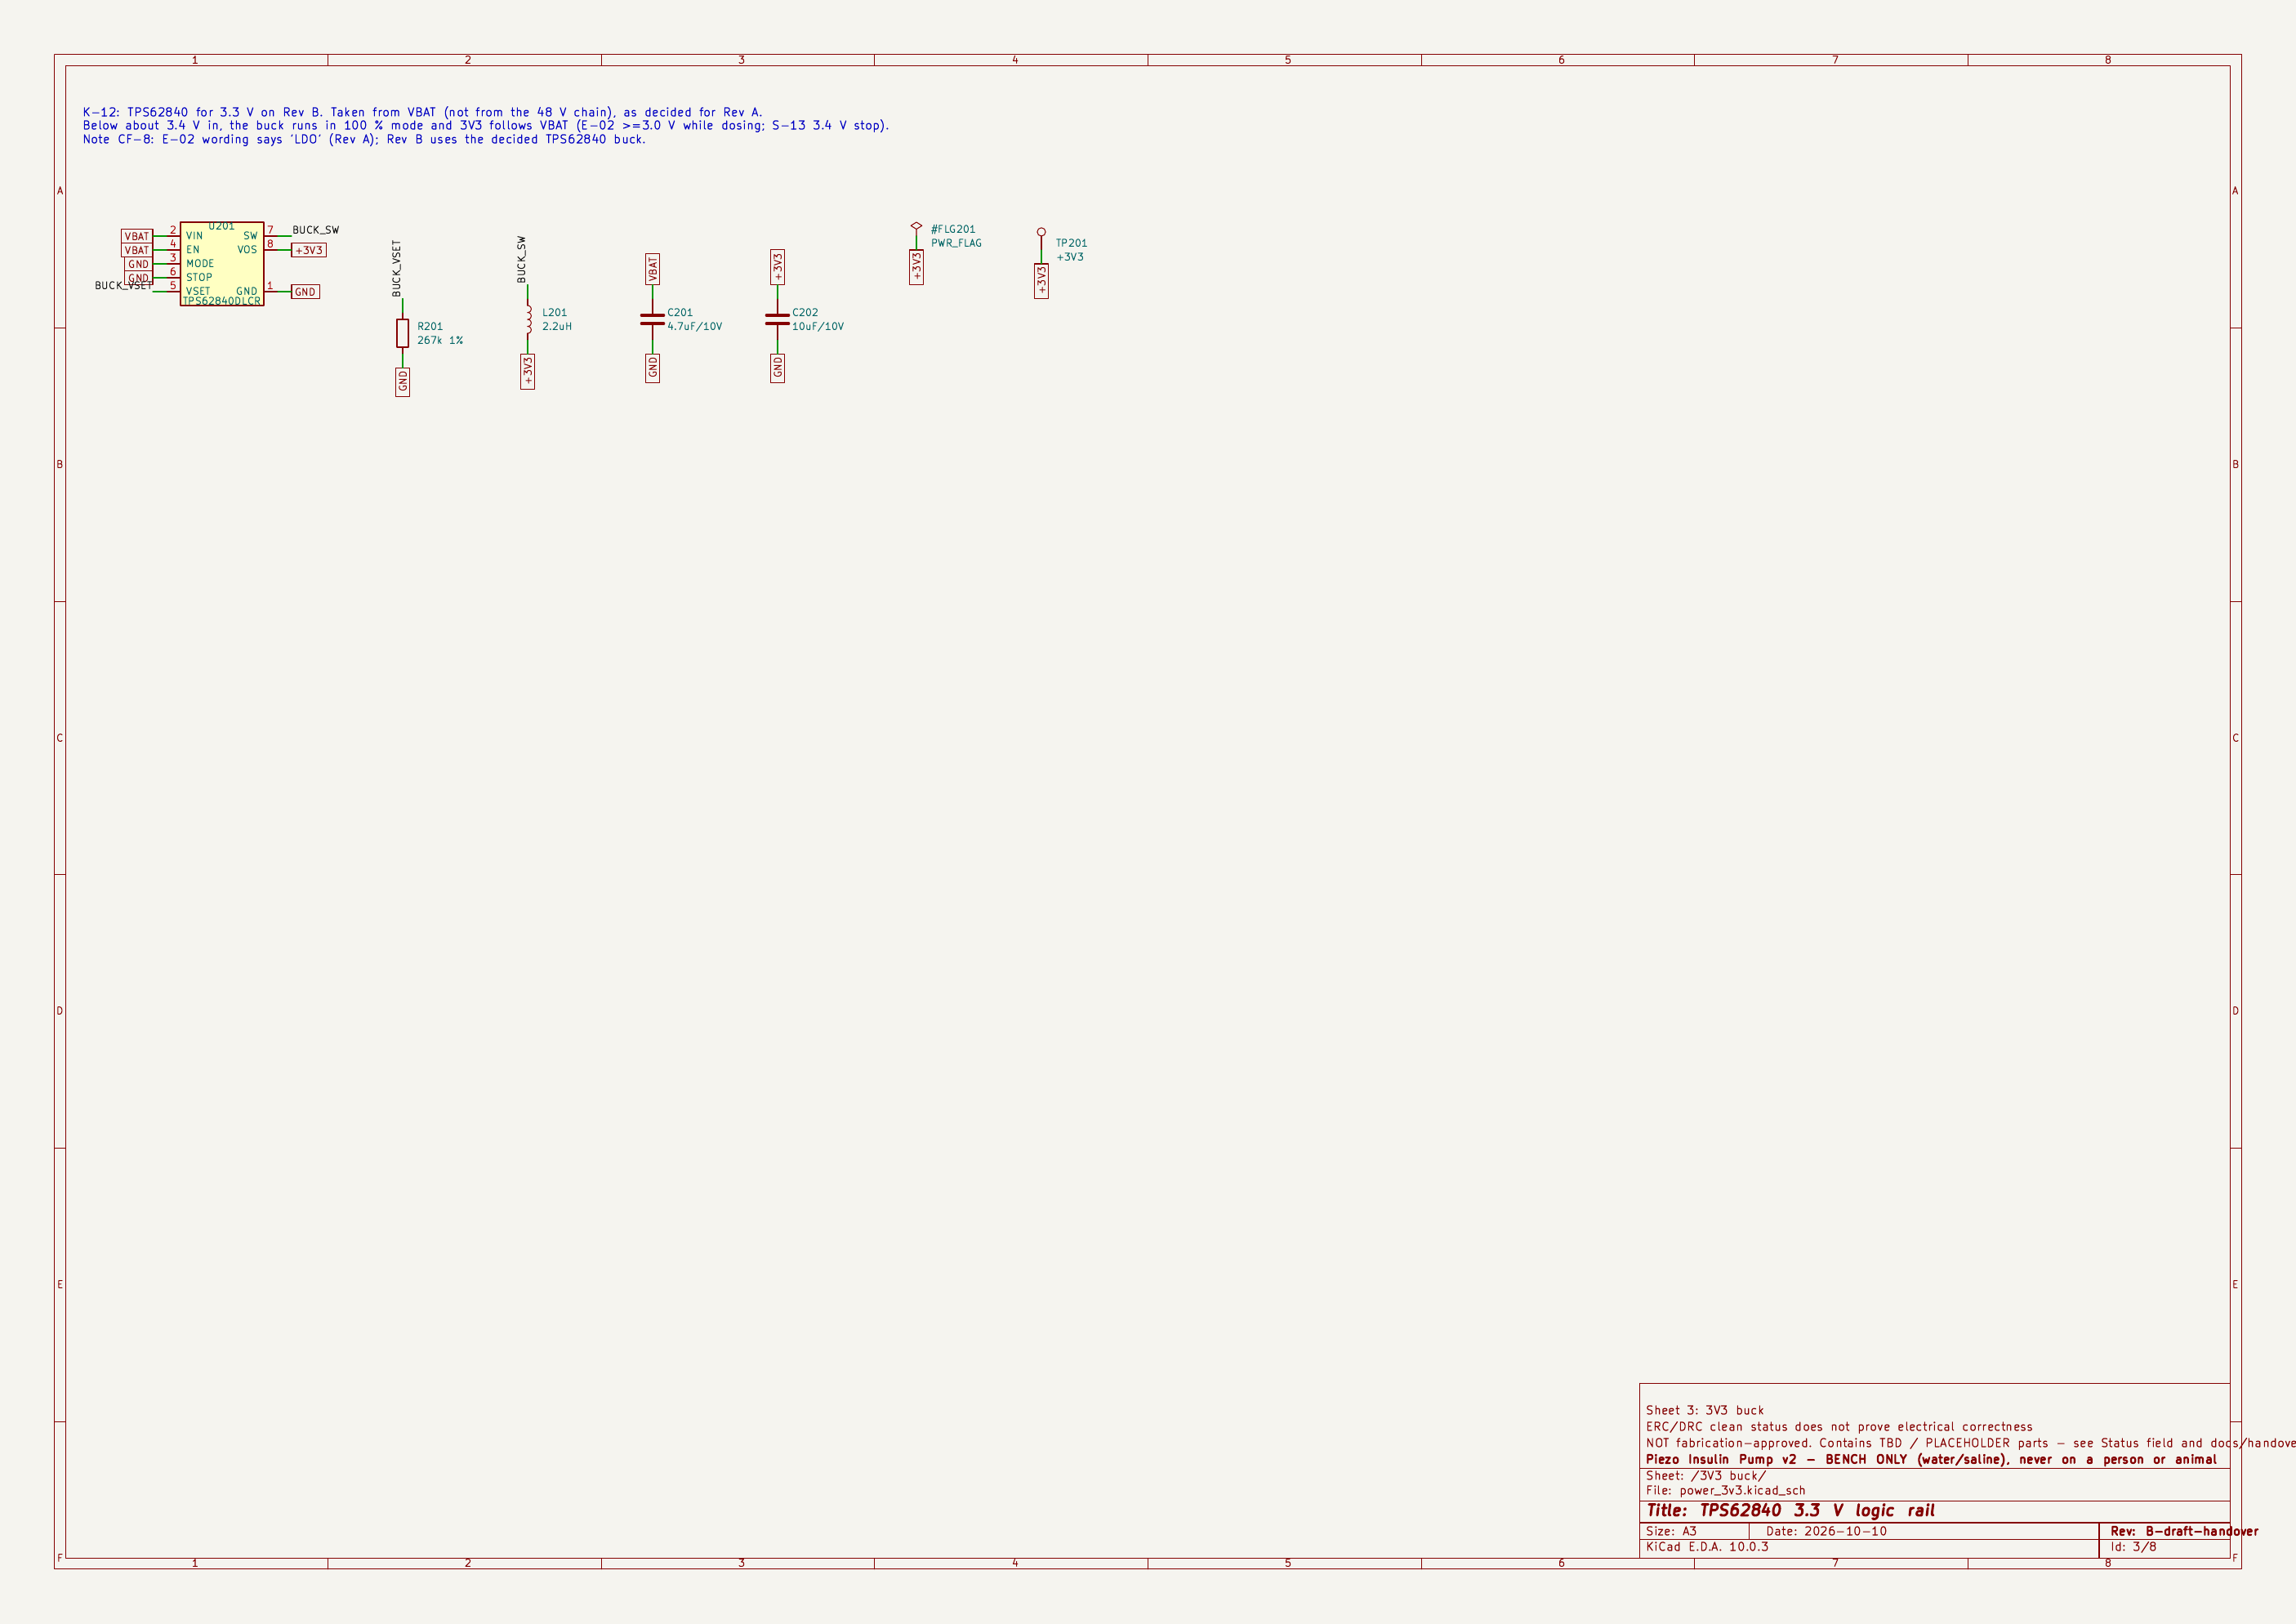 1 2 3 4 5 6 7 8
K-12: TPS62840 for 3.3 V on Rev B. Taken from VBAT (not from the 48 V chain), as decided for Rev A.
Below about 3.4 V in, the buck runs in 100 % mode and 3V3 follows VBAT (E-02 >=3.0 V while dosing; S-13 3.4 V stop).
Note CF-8: E-02 wording says 'LDO' (Rev A); Rev B uses the decided TPS62840 buck.
A A
U201
VBAT 2 VIN SW 7 BUCK_SW
VBAT 4 EN VOS 8 +3V3
GND 3 MODE
GND 6 STOP
BUCK_VSET 5 VSET GND 1 GND
TPS62840DLCR
BUCK_VSET
R201
267k 1%
GND
BUCK_SW
L201
2.2uH
+3V3
VBAT
C201
4.7uF/10V
GND
+3V3
C202
10uF/10V
GND
#FLG201
PWR_FLAG
+3V3
TP201
+3V3
+3V3
B B
C C
D D
E E
Sheet 3: 3V3 buck
ERC/DRC clean status does not prove electrical correctness
NOT fabrication-approved. Contains TBD / PLACEHOLDER parts - see Status field and docs/handove
Piezo Insulin Pump v2 - BENCH ONLY (water/saline), never on a person or animal
Sheet: /3V3 buck/
File: power_3v3.kicad_sch
Title: TPS62840 3.3 V logic rail
Size: A3 Date: 2026-10-10 Rev: B-draft-handover
KiCad E.D.A. 10.0.3 Id: 3/8
F F
1 2 3 4 5 6 7 8